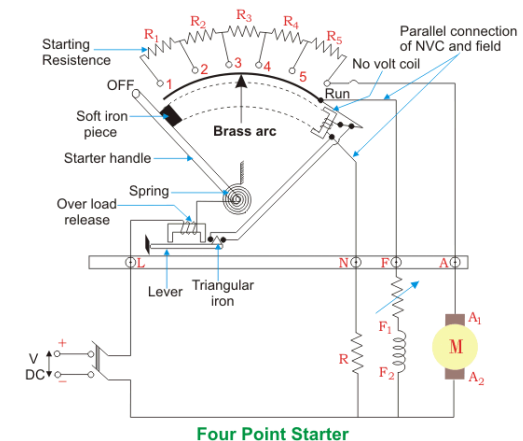 R1
R2
R3
R4
R5
Parallel connection
of NVC and field
Starting
Resistence
No volt coil
OFF
1
2
3
4
5
Run
Soft iron
piece
Brass arc
Starter handle
Spring
Over load
release
L
N
F
A
Lever
Triangular
iron
F1
A1
+
V
DC
−
R
M
F2
A2
Four Point Starter